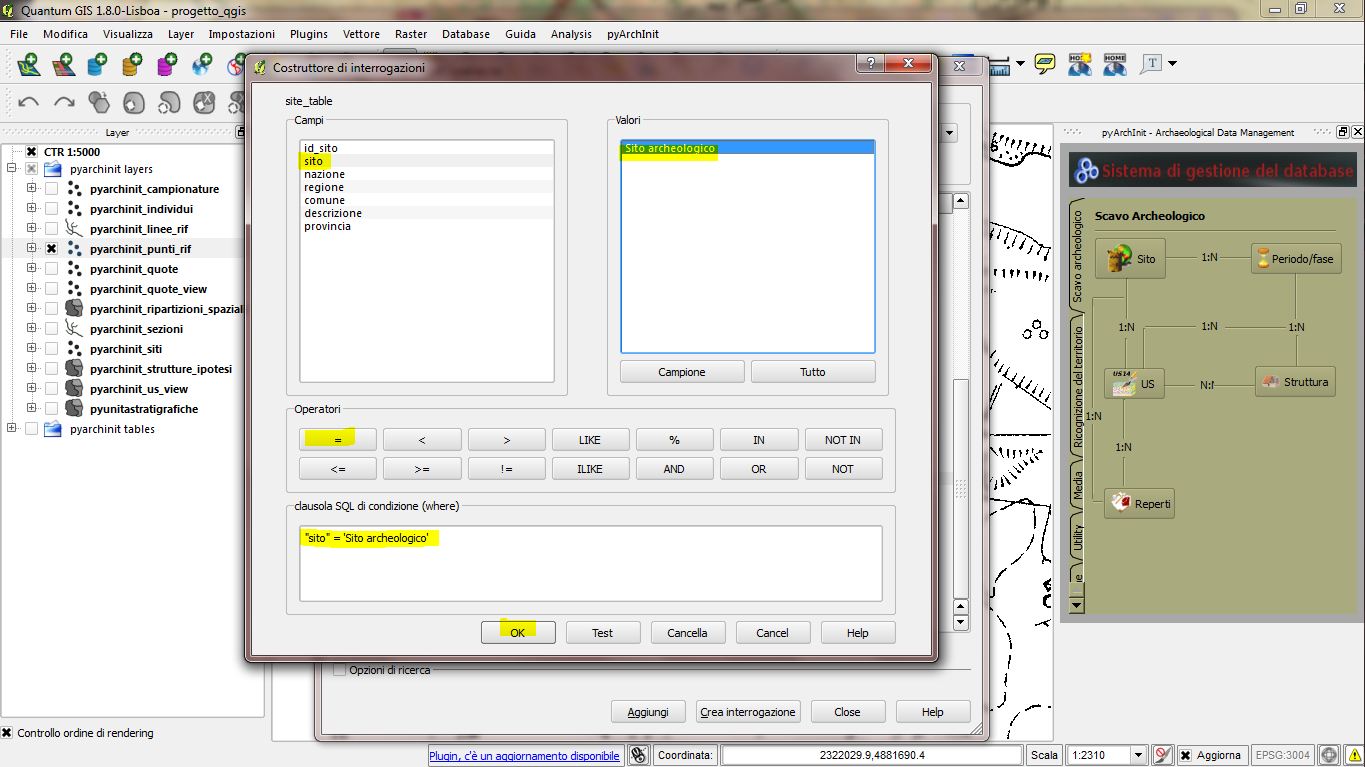 Quantum GIS 1.8.0-Lisboa - progetto_qgis
File Modifica Visualizza Layer Impostazioni Plugins Vettore Raster Database Guida Analysis pyArchInit
Layer
CTR 1:5000
pyarchinit layers
pyarchinit_campionature
pyarchinit_individui
pyarchinit_linee_rif
pyarchinit_punti_rif
pyarchinit_quote
pyarchinit_quote_view
pyarchinit_ripartizioni_spazial
pyarchinit_sezioni
pyarchinit_siti
pyarchinit_strutture_ipotesi
pyarchinit_us_view
pyunitastratigrafiche
pyarchinit tables
Controllo ordine di rendering
Costruttore di interrogazioni
site_table
Campi
id_sito
sito
nazione
regione
comune
descrizione
provincia
Valori
Sito archeologico
Campione Tutto
Operatori
= < > LIKE % IN NOT IN
<= >= != ILIKE AND OR NOT
clausola SQL di condizione (where)
"sito" = 'Sito archeologico'
OK Test Cancella Cancel Help
Opzioni di ricerca
Aggiungi Crea interrogazione Close Help
pyArchInit - Archaeological Data Management
Sistema di gestione del database
Scavo archeologico
Ricognizione del territorio
Media
Utility
Scavo Archeologico
Sito 1:N Periodo/fase
1:N 1:N 1:N
US14
US N:N Struttura
1:N
1:N
Reperti
Plugin, c'è un aggiornamento disponibile Coordinata: 2322029.9,4881690.4 Scala 1:2310 Aggiorna EPSG:3004